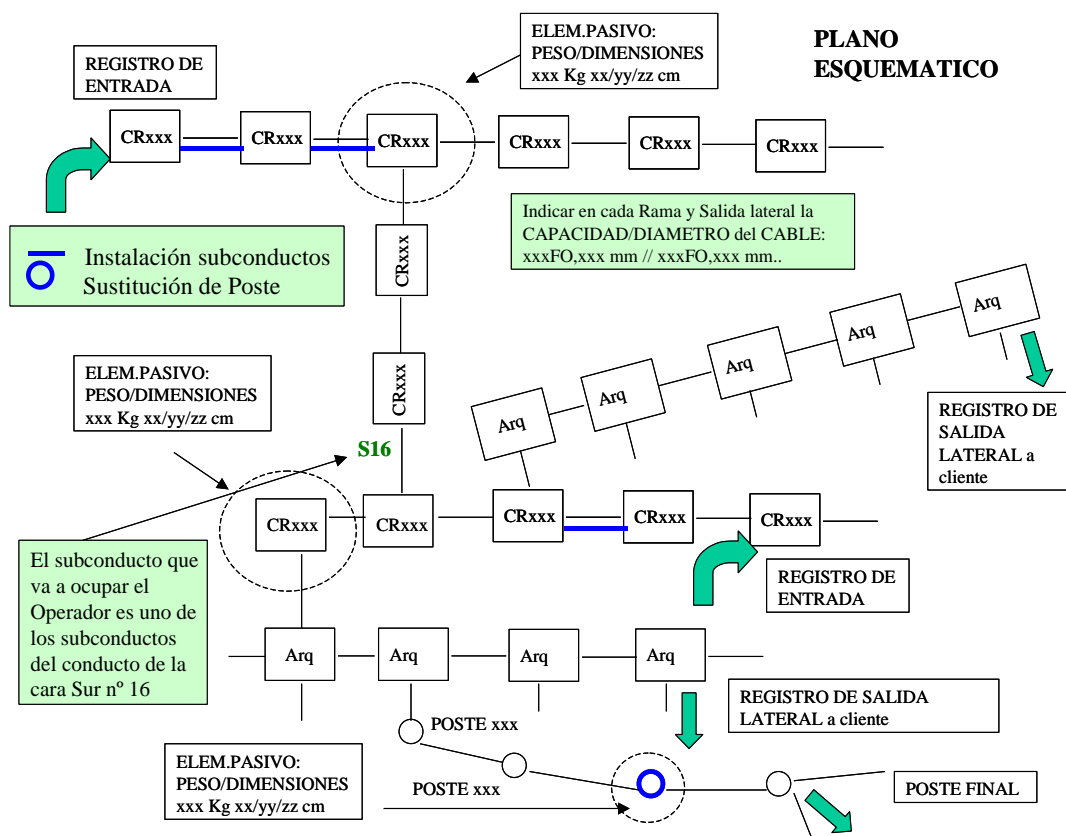 PLANO
ESQUEMATICO
ELEM.PASIVO:
PESO/DIMENSIONES
xxx Kg xx/yy/zz cm
REGISTRO DE
ENTRADA
CRxxx
CRxxx
CRxxx
CRxxx
CRxxx
CRxxx
Instalación subconductos
Sustitución de Poste
Indicar en cada Rama y Salida lateral la
CAPACIDAD/DIAMETRO del CABLE:
xxxFO,xxx mm // xxxFO,xxx mm..
CRxxx
CRxxx
Arq
Arq
Arq
Arq
Arq
ELEM.PASIVO:
PESO/DIMENSIONES
xxx Kg xx/yy/zz cm
REGISTRO DE
SALIDA
LATERAL a
cliente
S16
CRxxx
CRxxx
CRxxx
CRxxx
CRxxx
El subconducto que
va a ocupar el
Operador es uno de
los subconductos
del conducto de la
cara Sur nº 16
REGISTRO DE
ENTRADA
Arq
Arq
Arq
Arq
REGISTRO DE SALIDA
LATERAL a cliente
POSTE xxx
ELEM.PASIVO:
PESO/DIMENSIONES
xxx Kg xx/yy/zz cm
POSTE xxx
POSTE FINAL